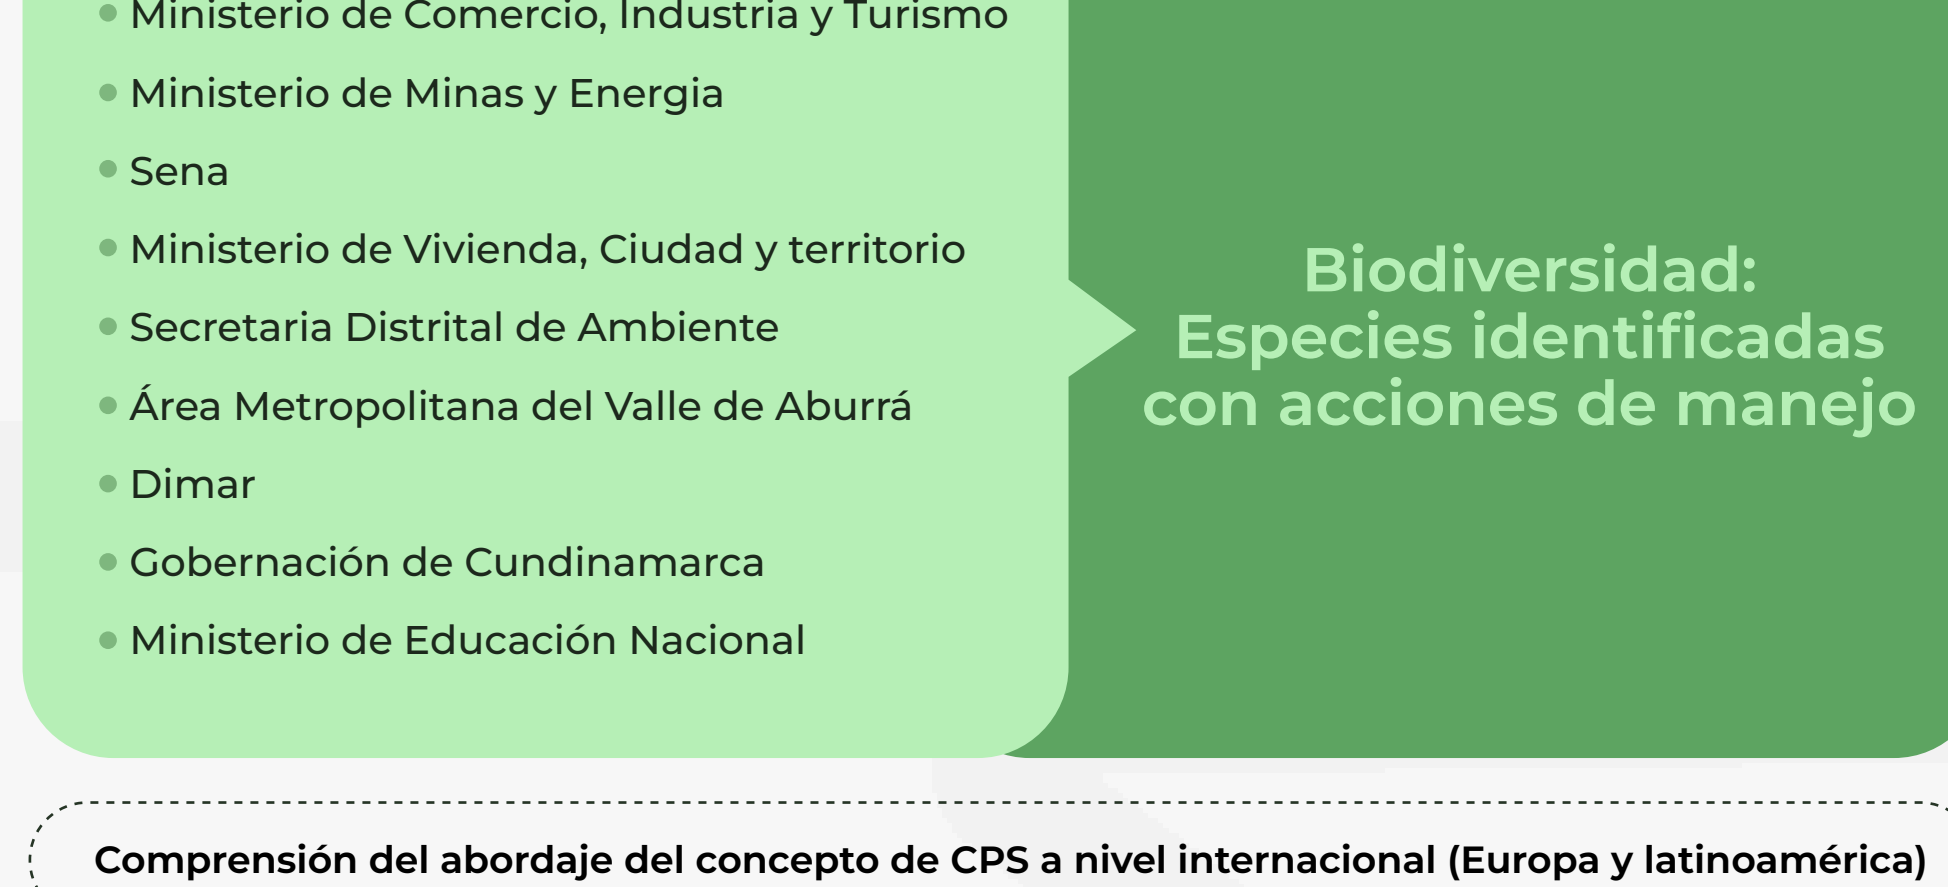 Ministerio de Comercio, Industria y Turismo
Ministerio de Minas y Energia
Sena
Ministerio de Vivienda, Ciudad y territorio
Secretaria Distrital de Ambiente
Área Metropolitana del Valle de Aburrá
Dimar
Gobernación de Cundinamarca
Ministerio de Educación Nacional
Biodiversidad:
Especies identificadas
con acciones de manejo
Comprensión del abordaje del concepto de CPS a nivel internacional (Europa y latinoamérica)